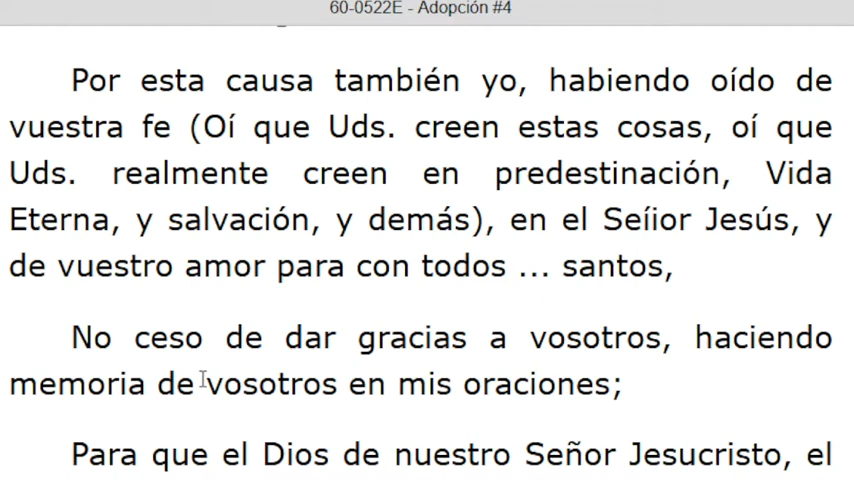 60-0522E - Adopción #4
Por esta causa también yo, habiendo oído de
vuestra fe (Oí que Uds. creen estas cosas, oí que
Uds. realmente creen en predestinación, Vida
Eterna, y salvación, y demás), en el Seíior Jesús, y
de vuestro amor para con todos ... santos,
No ceso de dar gracias a vosotros, haciendo
memoria de vosotros en mis oraciones;
Para que el Dios de nuestro Señor Jesucristo, el